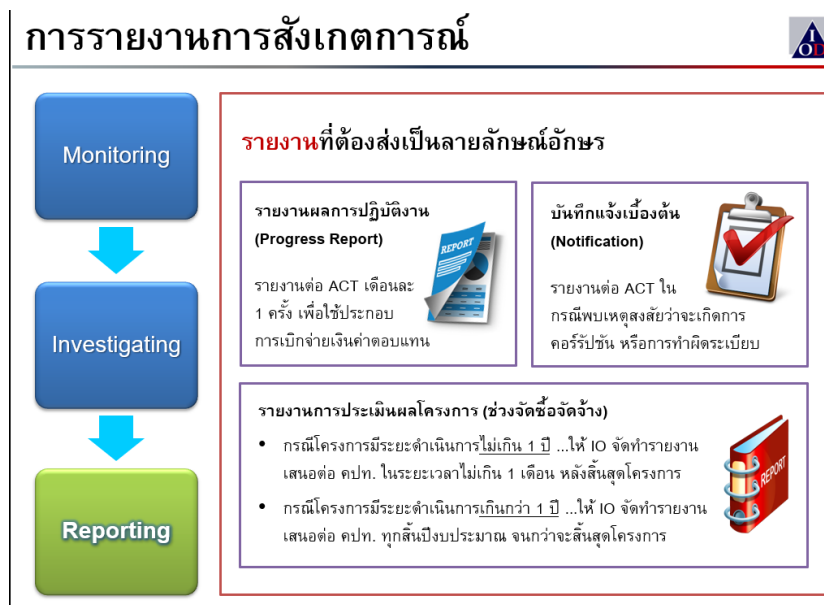 การรายงานการสังเกตการณ์
I
OD
Monitoring
Investigating
Reporting
รายงานที่ต้องส่งเป็นลายลักษณ์อักษร
รายงานผลการปฏิบัติงาน
(Progress Report)
รายงานต่อ ACT เดือนละ
1 ครั้ง เพื่อใช้ประกอบ
การเบิกจ่ายเงินค่าตอบแทน
REPORT
บันทึกแจ้งเบื้องต้น
(Notification)
รายงานต่อ ACT ใน
กรณีพบเหตุสงสัยว่าจะเกิดการ
คอร์รัปชัน หรือการทำผิดระเบียบ
รายงานการประเมินผลโครงการ (ช่วงจัดซื้อจัดจ้าง)
• กรณีโครงการมีระยะดำเนินการไม่เกิน 1 ปี ...ให้ IO จัดทำรายงาน
เสนอต่อ คปท. ในระยะเวลาไม่เกิน 1 เดือน หลังสิ้นสุดโครงการ
• กรณีโครงการมีระยะดำเนินการเกินกว่า 1 ปี ...ให้ IO จัดทำรายงาน
เสนอต่อ คปท. ทุกสิ้นปีงบประมาณ จนกว่าจะสิ้นสุดโครงการ
REPORT